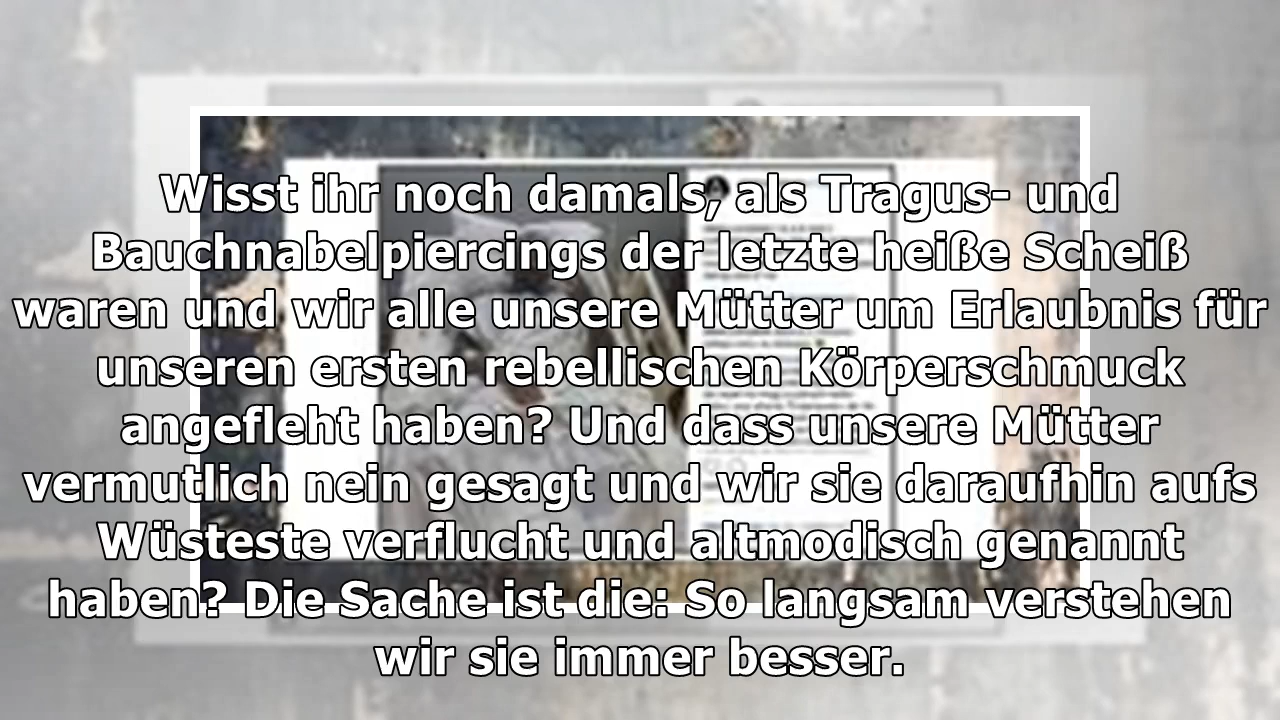 Wisst ihr noch damals, als Tragus- und
Bauchnabelpiercings der letzte heiße Scheiß
waren und wir alle unsere Mütter um Erlaubnis für
unseren ersten rebellischen Körperschmuck
angefleht haben? Und dass unsere Mütter
vermutlich nein gesagt und wir sie daraufhin aufs
Wüsteste verflucht und altmodisch genannt
haben? Die Sache ist die: So langsam verstehen
wir sie immer besser.